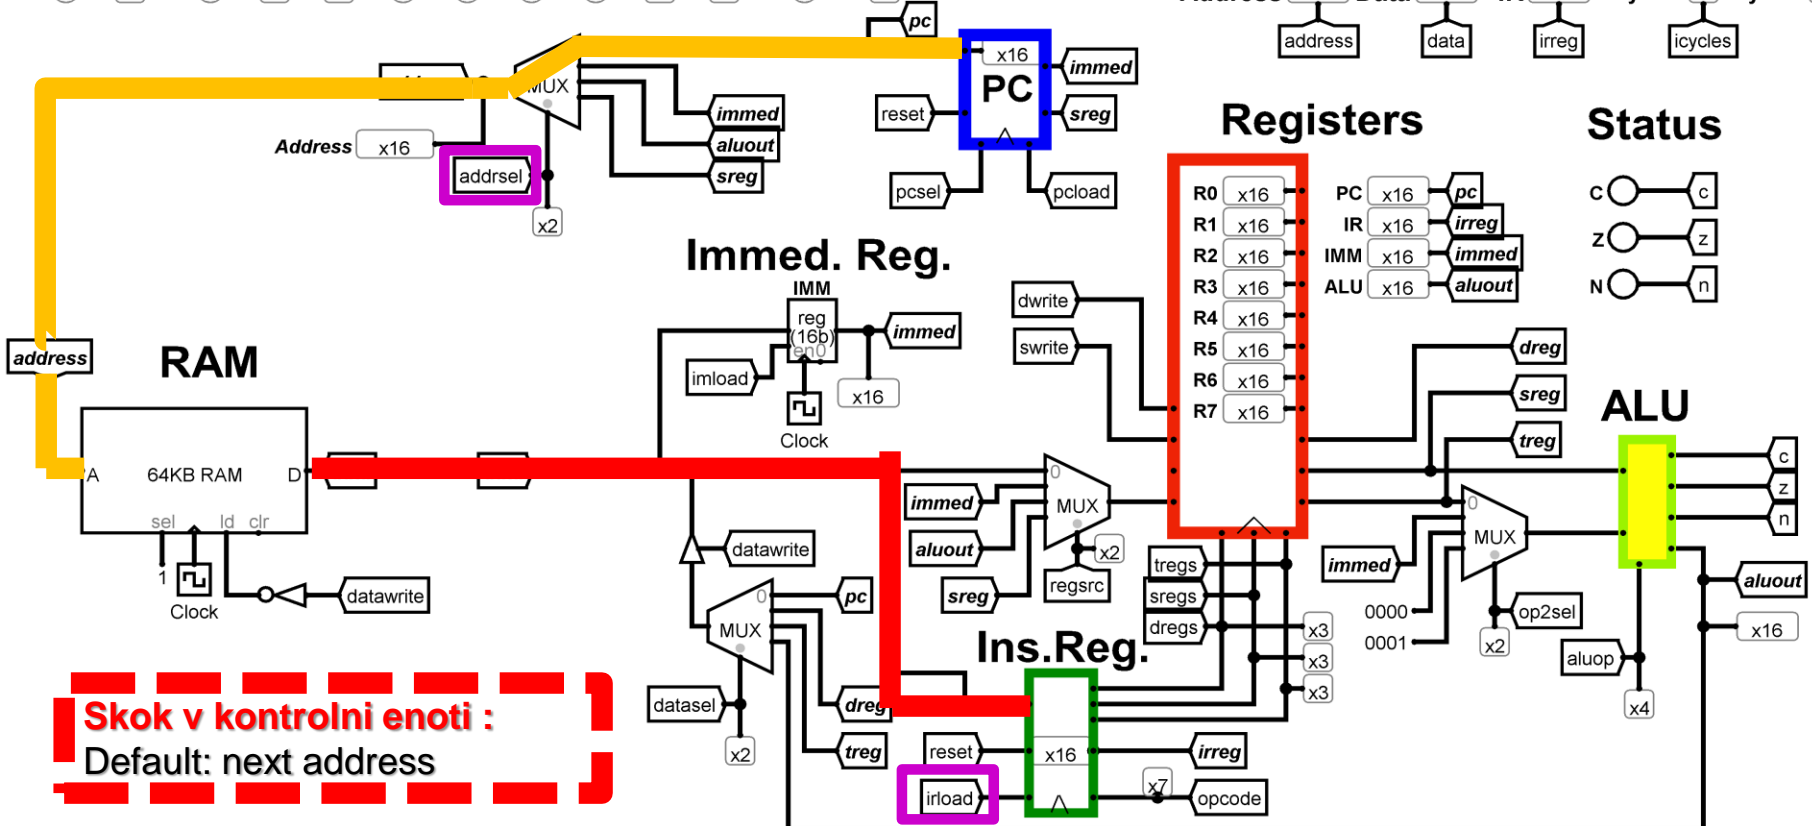 pc
address
data
irreg
icycles
x16
PC
immed
sreg
reset
pcsel
pcload
MUX
immed
aluout
sreg
Address
x16
addrsel
x2
Registers
Status
R0 x16
R1 x16
R2 x16
R3 x16
R4 x16
R5 x16
R6 x16
R7 x16
PC x16 pc
IR x16 irreg
IMM x16 immed
ALU x16 aluout
C c
Z z
N n
Immed. Reg.
IMM
reg
(16b)
en0
immed
imload
x16
Clock
dwrite
swrite
dreg
sreg
treg
address
RAM
A
64KB RAM
D
sel
ld
clr
1
Clock
datawrite
datawrite
0
MUX
pc
dreg
treg
datasel
x2
0
MUX
immed
aluout
sreg
x2
regsrc
tregs
sregs
dregs
x3
x3
x3
ALU
0
MUX
immed
0000
0001
op2sel
x2
c
z
n
aluout
x16
aluop
x4
Ins.Reg.
reset
x16
irreg
irload
x7
opcode
Skok v kontrolni enoti :
Default: next address